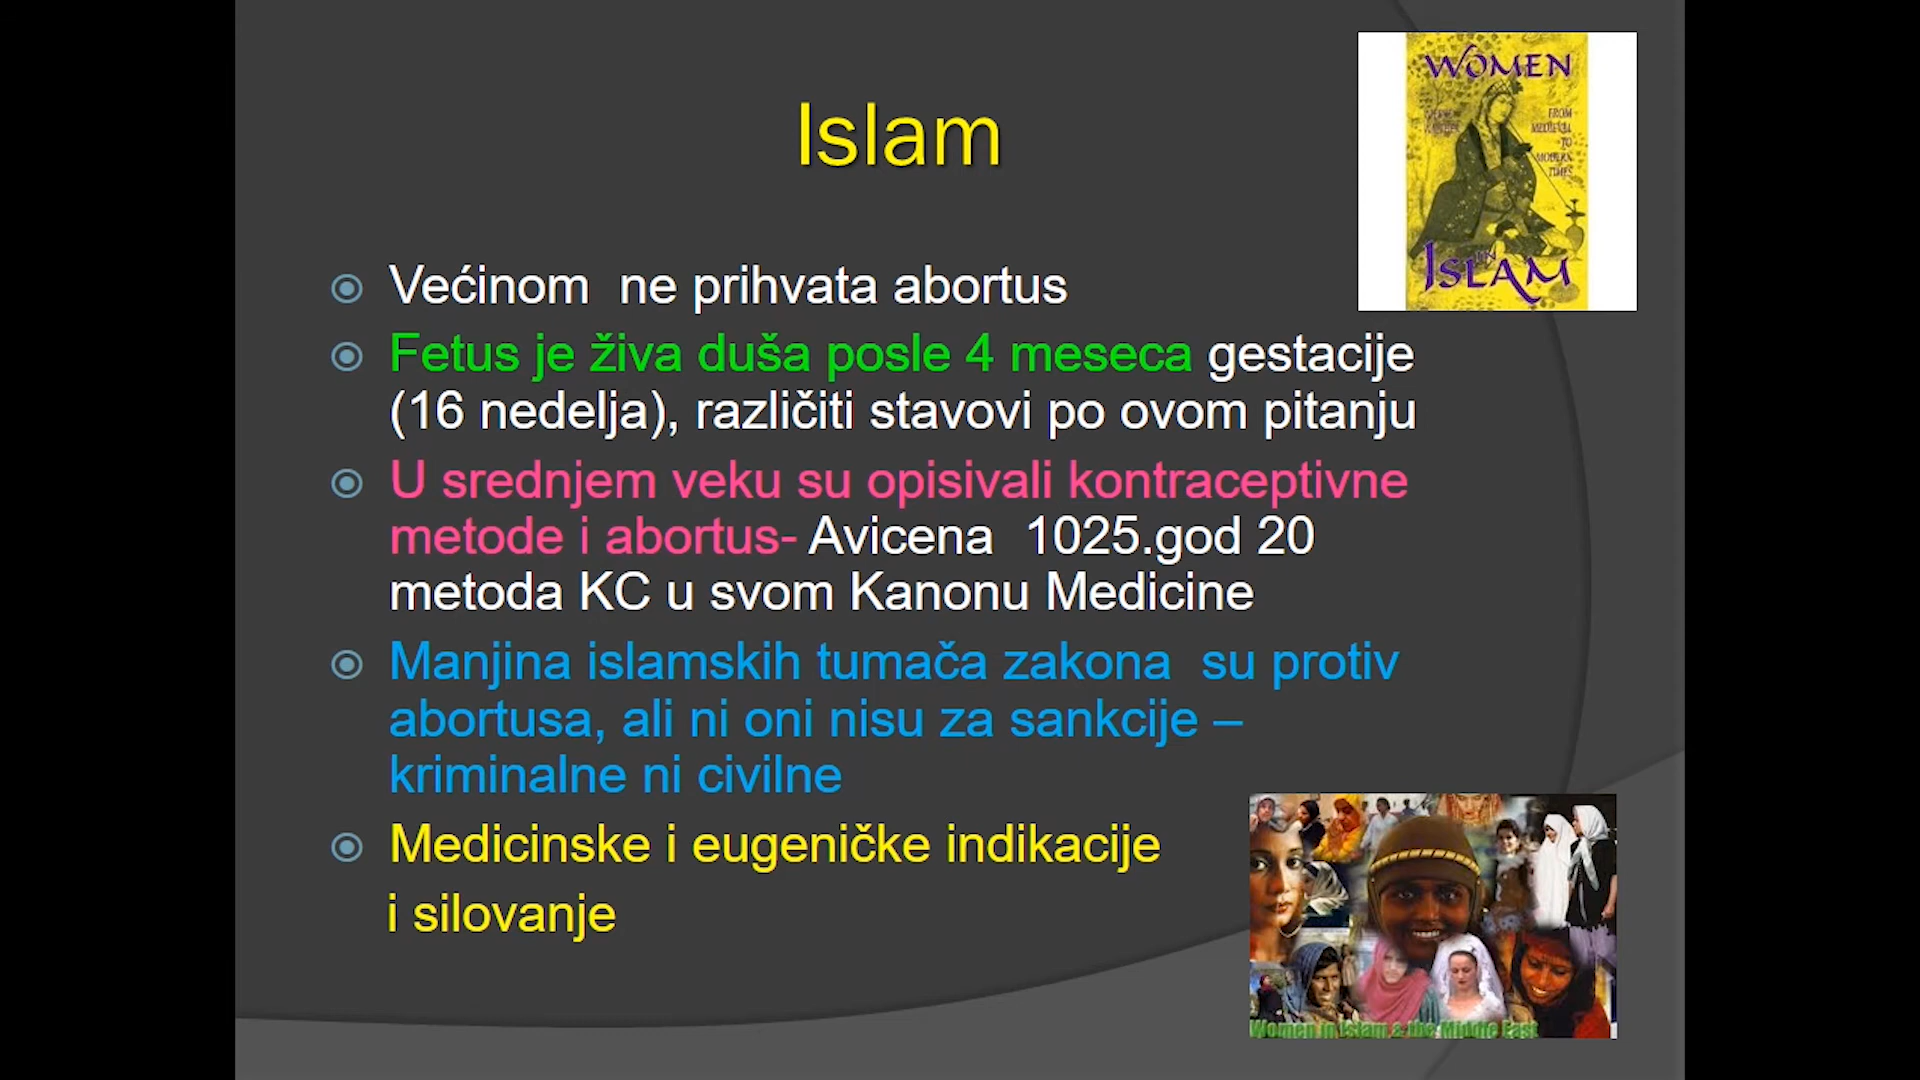 WOMEN
FROM
MEDIEVAL
TO
MODERN
TIMES
IN
ISLAM
Islam
Većinom ne prihvata abortus
Fetus je živa duša posle 4 meseca gestacije
(16 nedelja), različiti stavovi po ovom pitanju
U srednjem veku su opisivali kontraceptivne
metode i abortus- Avicena 1025.god 20
metoda KC u svom Kanonu Medicine
Manjina islamskih tumača zakona su protiv
abortusa, ali ni oni nisu za sankcije –
kriminalne ni civilne
Medicinske i eugeničke indikacije
i silovanje
Women in Islam & the Middle East